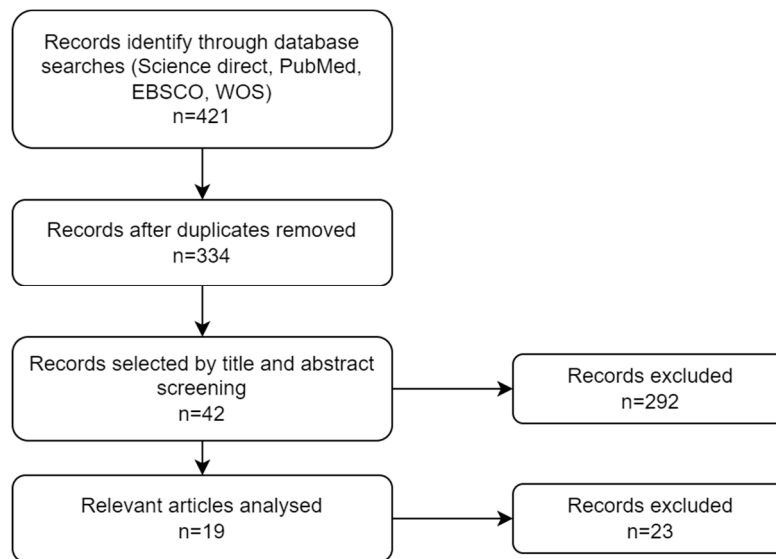 Records identify through database
searches (Science direct, PubMed,
EBSCO, WOS)
n=421
Records after duplicates removed
n=334
Records selected by title and abstract
screening
n=42
Records excluded
n=292
Relevant articles analysed
n=19
Records excluded
n=23